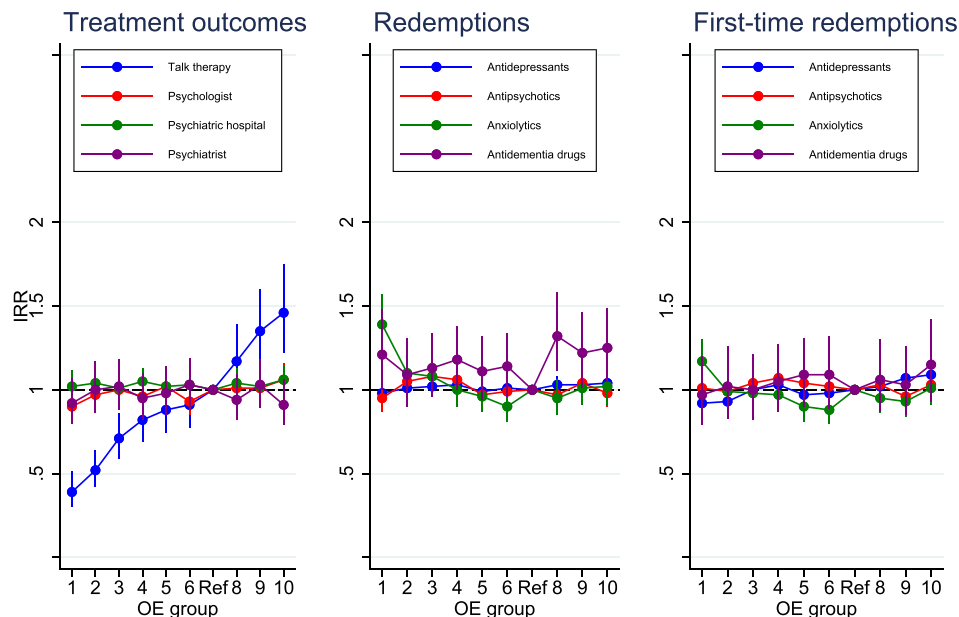 Treatment outcomes
Talk therapy
Psychologist
Psychiatric hospital
Psychiatrist
IRR
2
1.5
1
.5
1 2 3 4 5 6 Ref 8 9 10
OE group
Redemptions
Antidepressants
Antipsychotics
Anxiolytics
Antidementia drugs
2
1.5
1
.5
1 2 3 4 5 6 Ref 8 9 10
OE group
First-time redemptions
Antidepressants
Antipsychotics
Anxiolytics
Antidementia drugs
2
1.5
1
.5
1 2 3 4 5 6 Ref 8 9 10
OE group